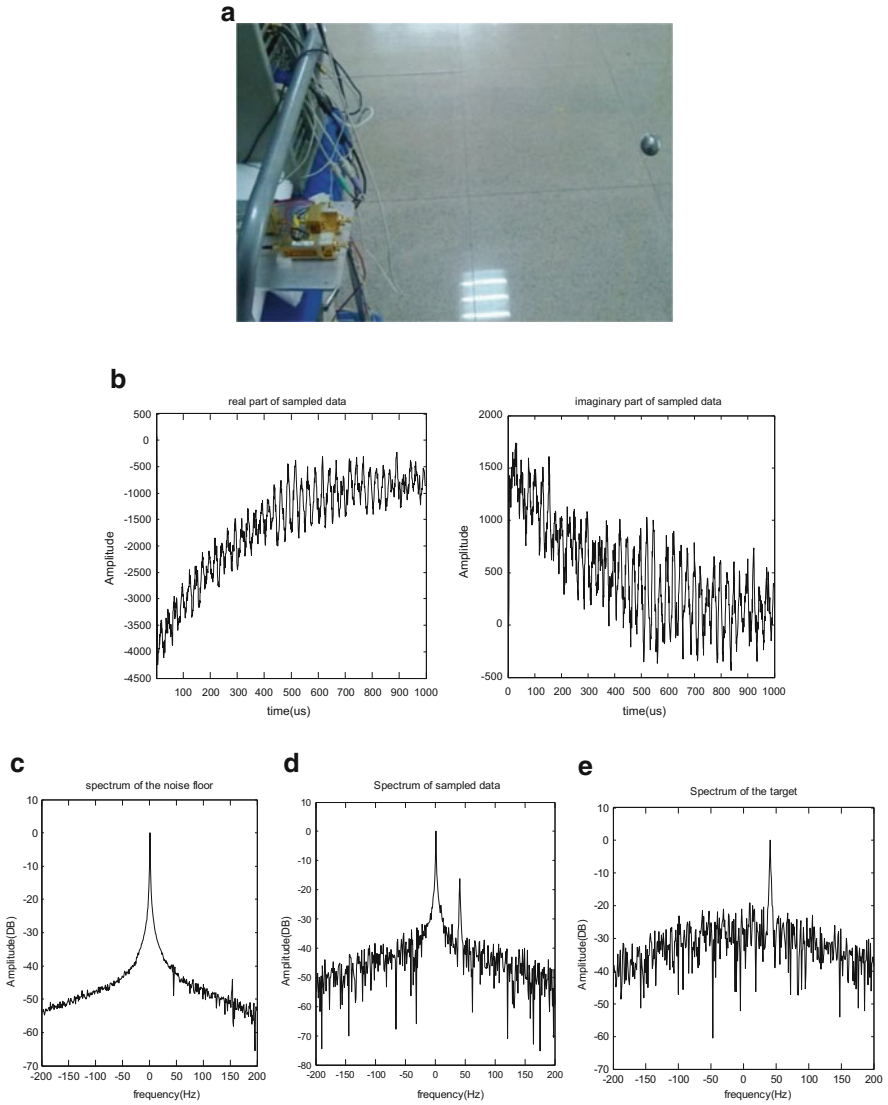 a
b
real part of sampled data
500
0
-500
-1000
-1500
-2000
-2500
-3000
-3500
-4000
-4500
Amplitude
100 200 300 400 500 600 700 800 900 1000
time(us)
imaginary part of sampled data
2000
1500
1000
500
0
-500
Amplitude
0 100 200 300 400 500 600 700 800 900 1000
time(us)
c
spectrum of the noise floor
10
0
-10
-20
-30
-40
-50
-60
-70
Amplitude(DB)
-200 -150 -100 -50 0 50 100 150 200
frequency(Hz)
d
Spectrum of sampled data
10
0
-10
-20
-30
-40
-50
-60
-70
-80
Amplitude(DB)
-200 -150 -100 -50 0 50 100 150 200
frequency(Hz)
e
Spectrum of the target
10
0
-10
-20
-30
-40
-50
-60
-70
Amplitude(DB)
-200 -150 -100 -50 0 50 100 150 200
frequency(Hz)